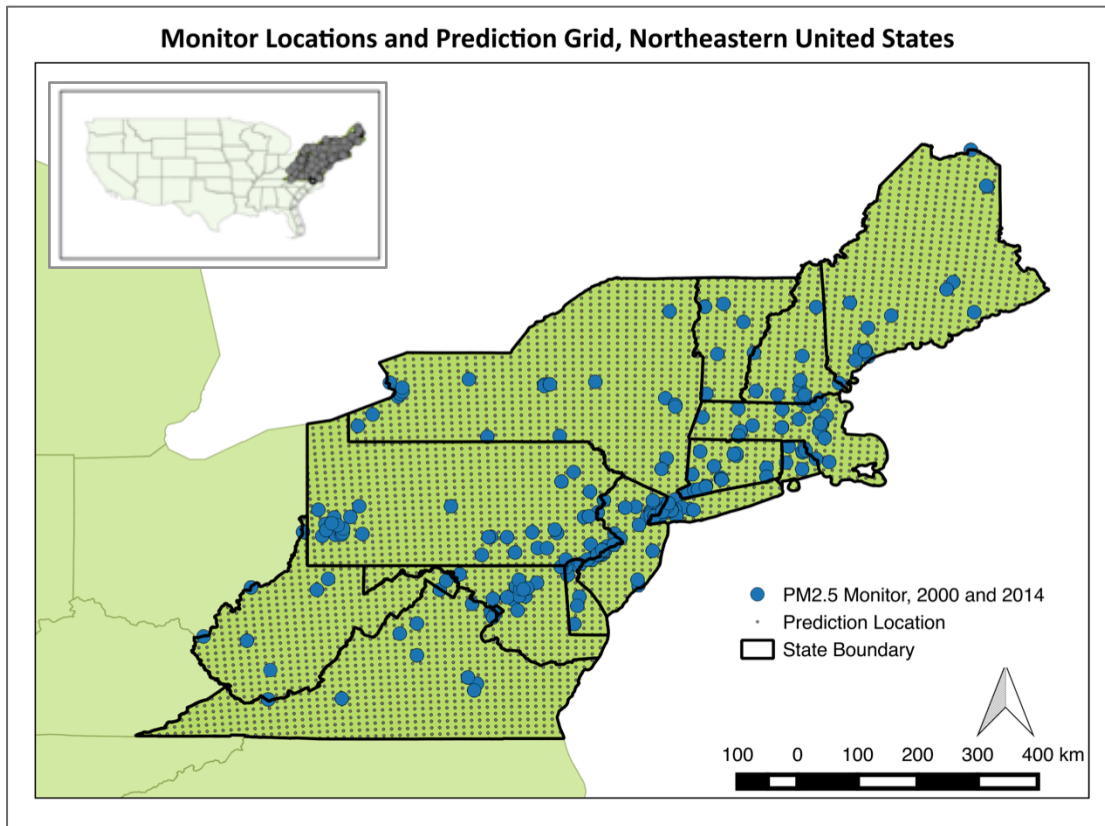 Monitor Locations and Prediction Grid, Northeastern United States
PM2.5 Monitor, 2000 and 2014
Prediction Location
State Boundary
100 0 100 200 300 400 km